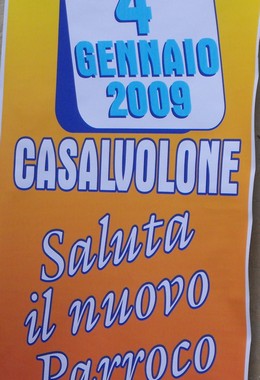 4
GENNAIO
2009
CASALVOLONE
Saluta
il nuovo
Parroco